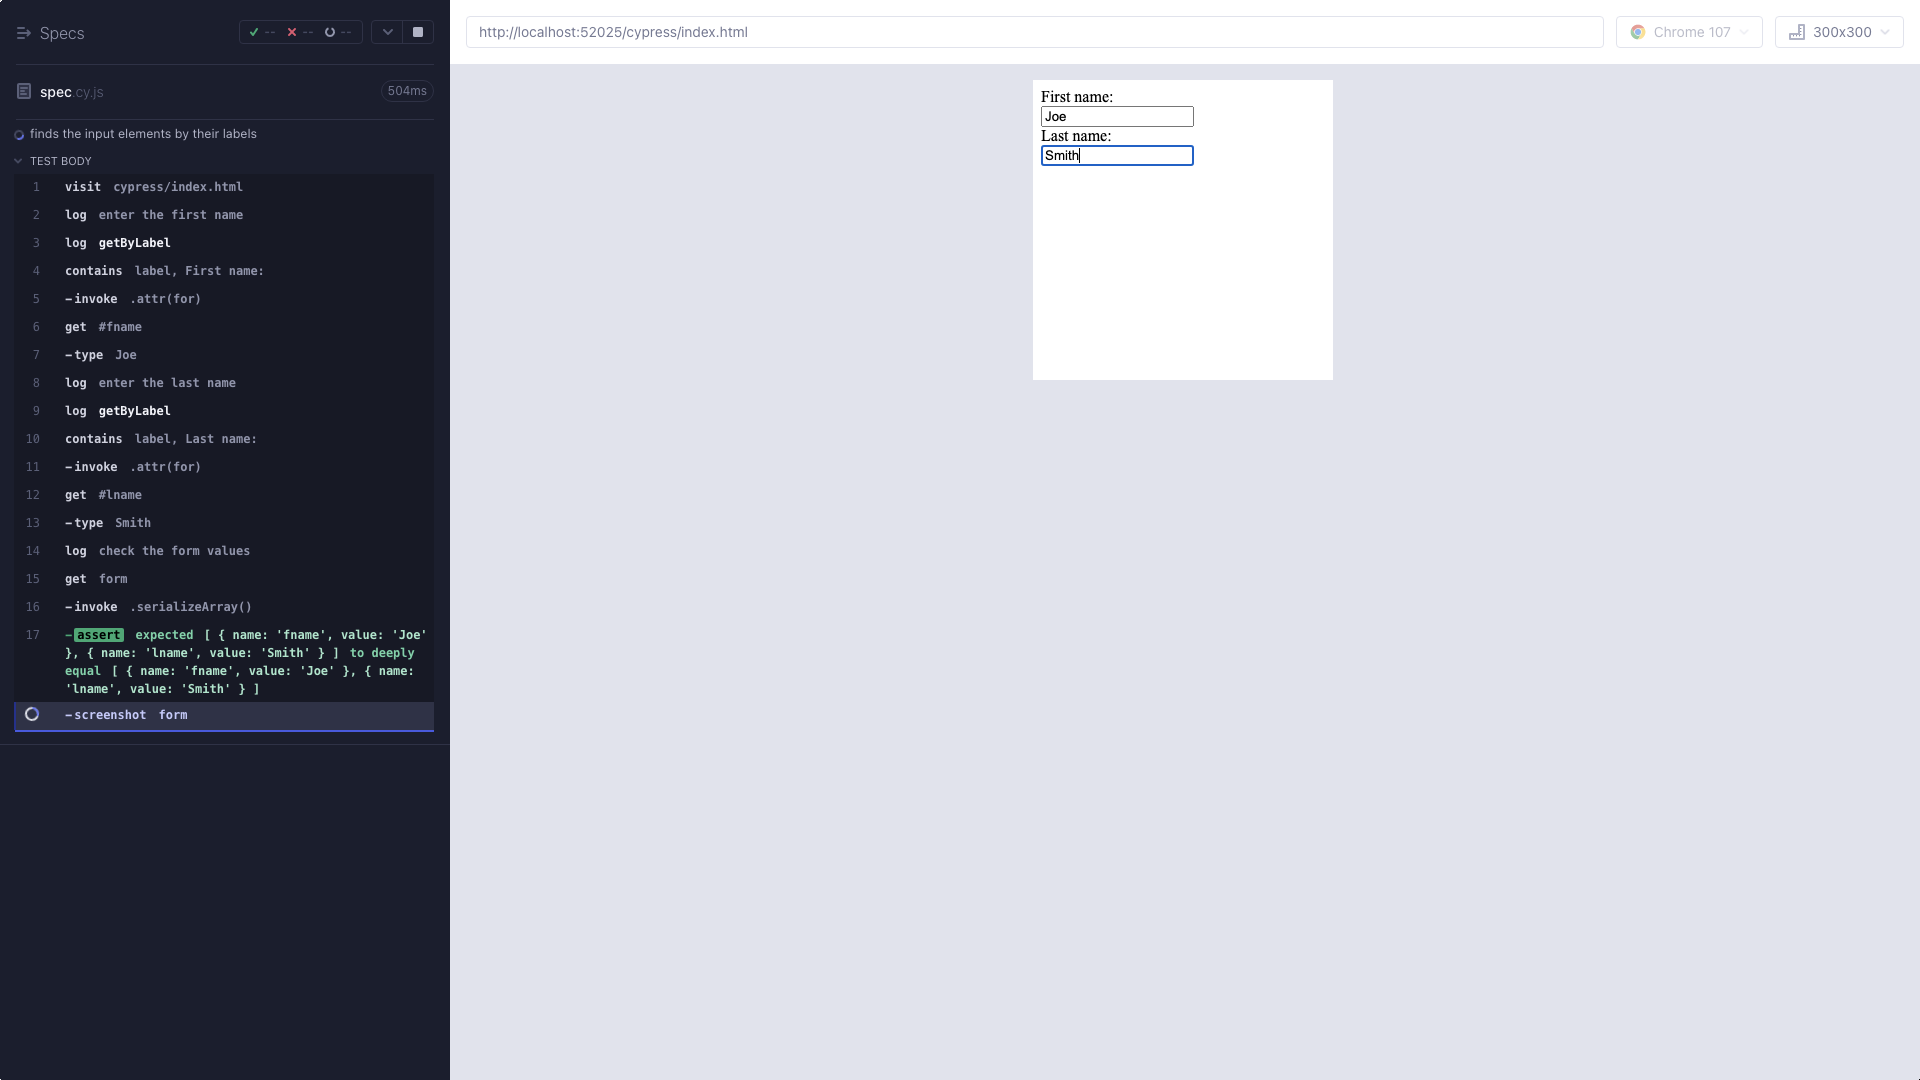 Specs -- -- --
spec.cy.js 504ms
finds the input elements by their labels
TEST BODY
1 visit cypress/index.html
2 log enter the first name
3 log getByLabel
4 contains label, First name:
5 -invoke .attr(for)
6 get #fname
7 -type Joe
8 log enter the last name
9 log getByLabel
10 contains label, Last name:
11 -invoke .attr(for)
12 get #lname
13 -type Smith
14 log check the form values
15 get form
16 -invoke .serializeArray()
17 -assert expected [ { name: 'fname', value: 'Joe'
}, { name: 'lname', value: 'Smith' } ] to deeply
equal [ { name: 'fname', value: 'Joe' }, { name:
'lname', value: 'Smith' } ]
-screenshot form
http://localhost:52025/cypress/index.html Chrome 107 300x300
First name:
Joe
Last name:
Smith